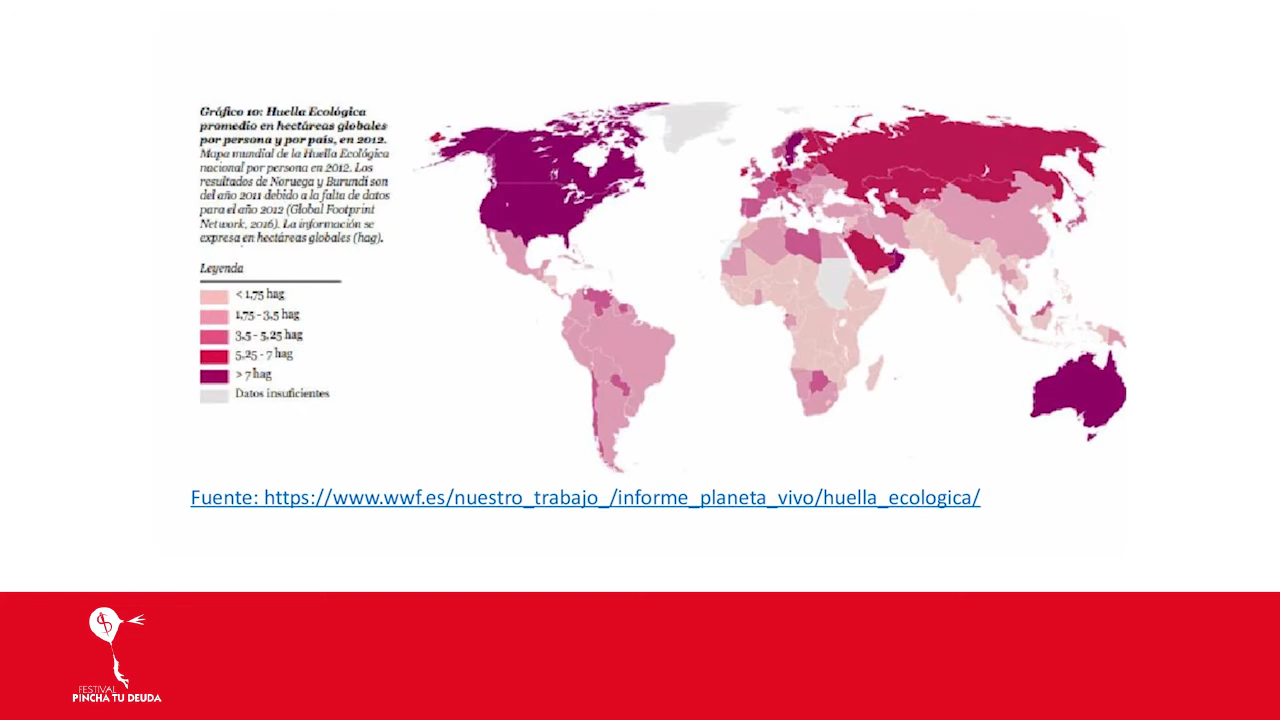 Gráfico 10: Huella Ecológica
promedio en hectáreas globales
por persona y por país, en 2012.
Mapa mundial de la Huella Ecológica
nacional por persona en 2012. Los
resultados de Noruega y Burundi son
del año 2011 debido a la falta de datos
para el año 2012 (Global Footprint
Network, 2016). La información se
expresa en hectáreas globales (hag).
Leyenda
< 1,75 hag
1,75 - 3,5 hag
3,5 - 5,25 hag
5,25 - 7 hag
> 7 hag
Datos insuficientes
Fuente: https://www.wwf.es/nuestro_trabajo_/informe_planeta_vivo/huella_ecologica/
FESTIVAL
PINCHA TU DEUDA